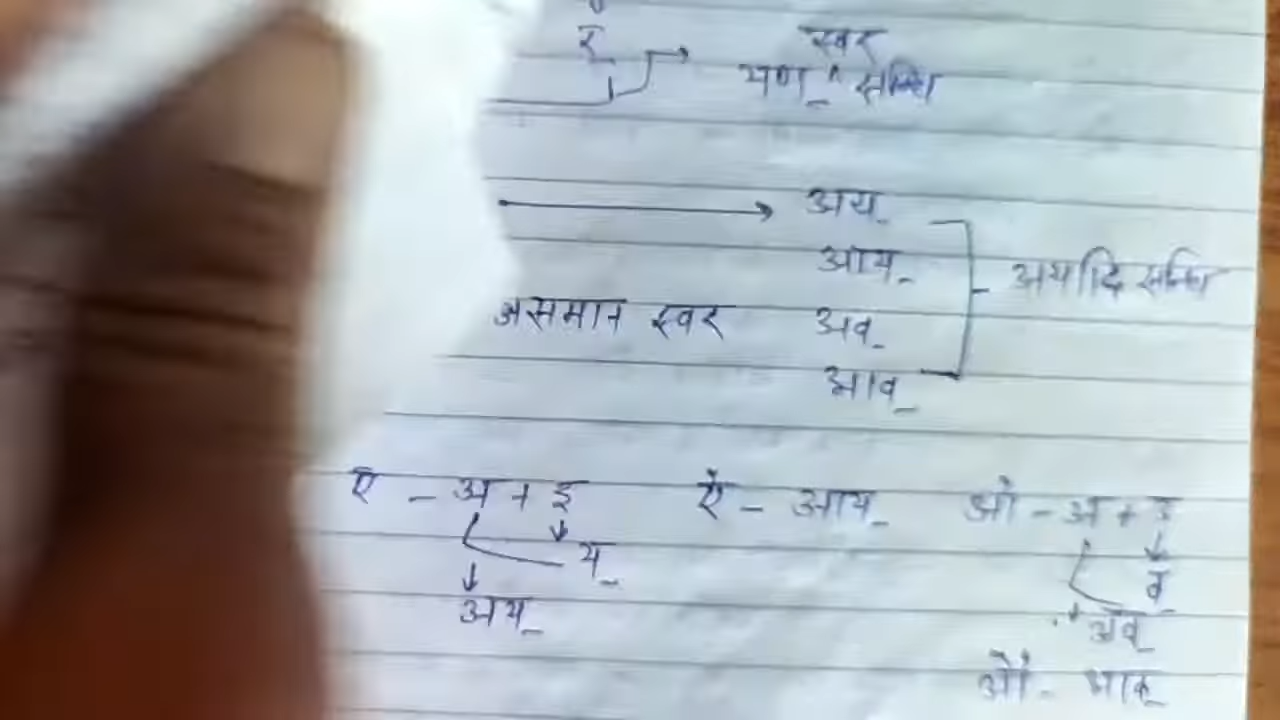 स्वर
र् यण् ^ सन्धि
अय्
आय् - अयादि सन्धि
असमान स्वर अव्
आव्
ए - अ + इ ऐ - आय् ओ - अ +
य् व्
अय् अव्
औ - आव्